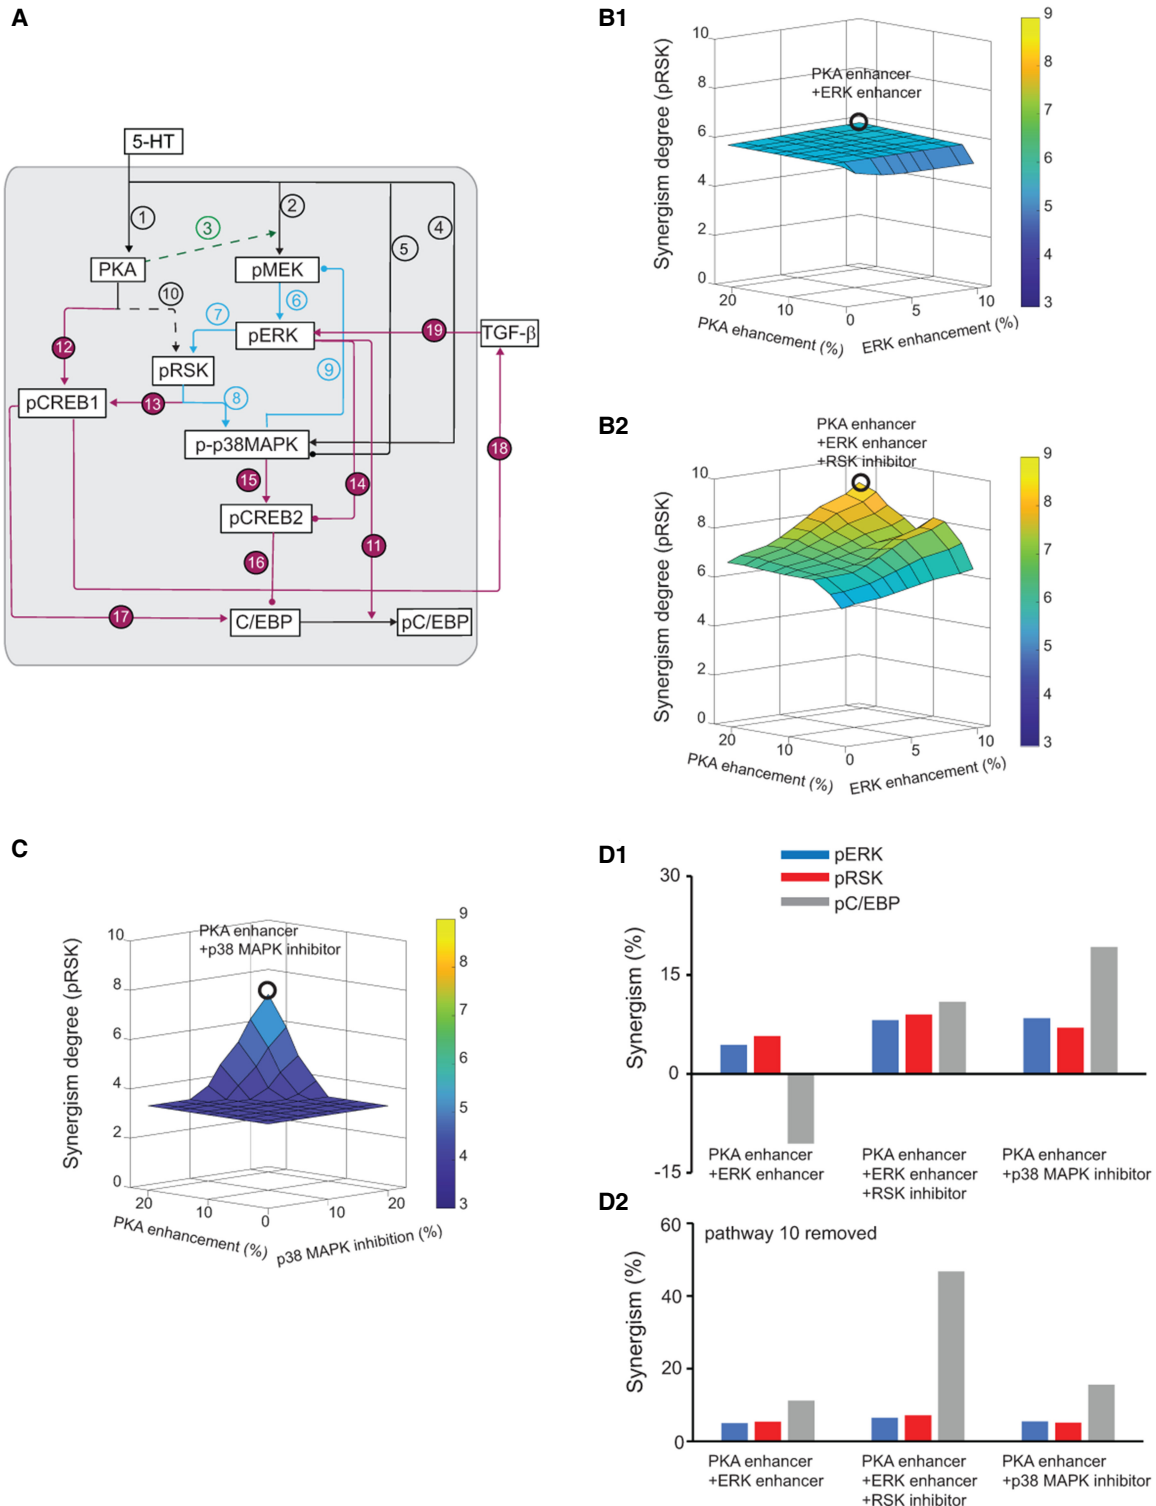 A
5-HT
1
2
3
4
5
PKA
pMEK
10
6
7
pERK
19
TGF-β
12
pRSK
9
pCREB1
13
8
p-p38MAPK
18
15
14
pCREB2
16
11
17
C/EBP
pC/EBP
B1
PKA enhancer
+ERK enhancer
Synergism degree (pRSK)
10
8
6
4
2
0
20
10
0
5
10
PKA ehancement (%)
ERK enhancement (%)
9
8
7
6
5
4
3
B2
PKA enhancer
+ERK enhancer
+RSK inhibitor
Synergism degree (pRSK)
10
8
6
4
2
0
20
10
0
5
10
PKA ehancement (%)
ERK enhancement (%)
9
8
7
6
5
4
3
C
PKA enhancer
+p38 MAPK inhibitor
Synergism degree (pRSK)
10
8
6
4
2
0
20
10
0
10
20
PKA enhancement (%)
p38 MAPK inhibition (%)
9
8
7
6
5
4
3
D1
pERK
pRSK
pC/EBP
Synergism (%)
30
15
0
-15
PKA enhancer
+ERK enhancer
PKA enhancer
+ERK enhancer
+RSK inhibitor
PKA enhancer
+p38 MAPK inhibitor
D2
pathway 10 removed
Synergism (%)
60
40
20
0
PKA enhancer
+ERK enhancer
PKA enhancer
+ERK enhancer
+RSK inhibitor
PKA enhancer
+p38 MAPK inhibitor